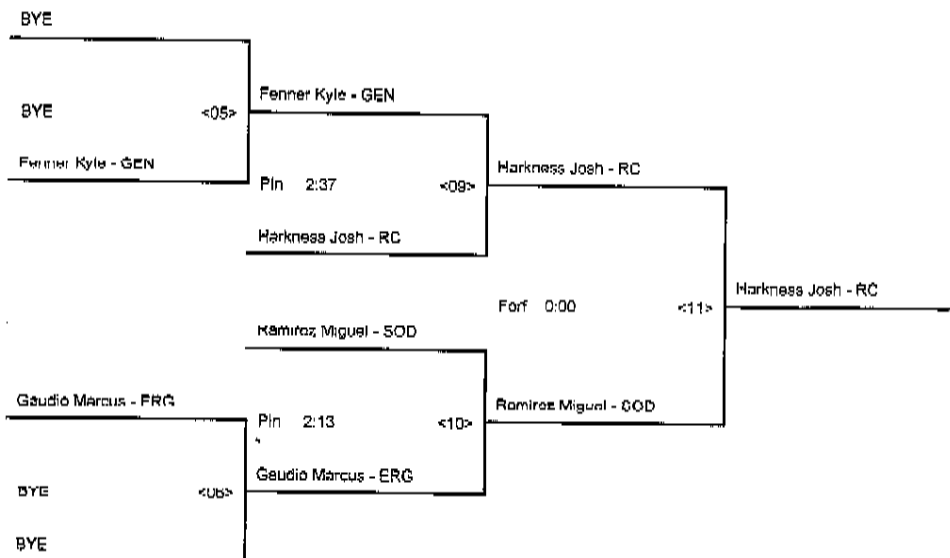 BYE
Fenner Kyle - GEN
BYE <05>
Fenner Kyle - GEN
Harkness Josh - RC
Pin 2:37 <09>
Harkness Josh - RC
Harkness Josh - RC
Forf 0:00 <11>
Ramirez Miguel - SOD
Gaudio Marcus - ERG
Ramirez Miguel - SOD
Pin 2:13 <10>
Gaudio Marcus - ERG
BYE <06>
BYE